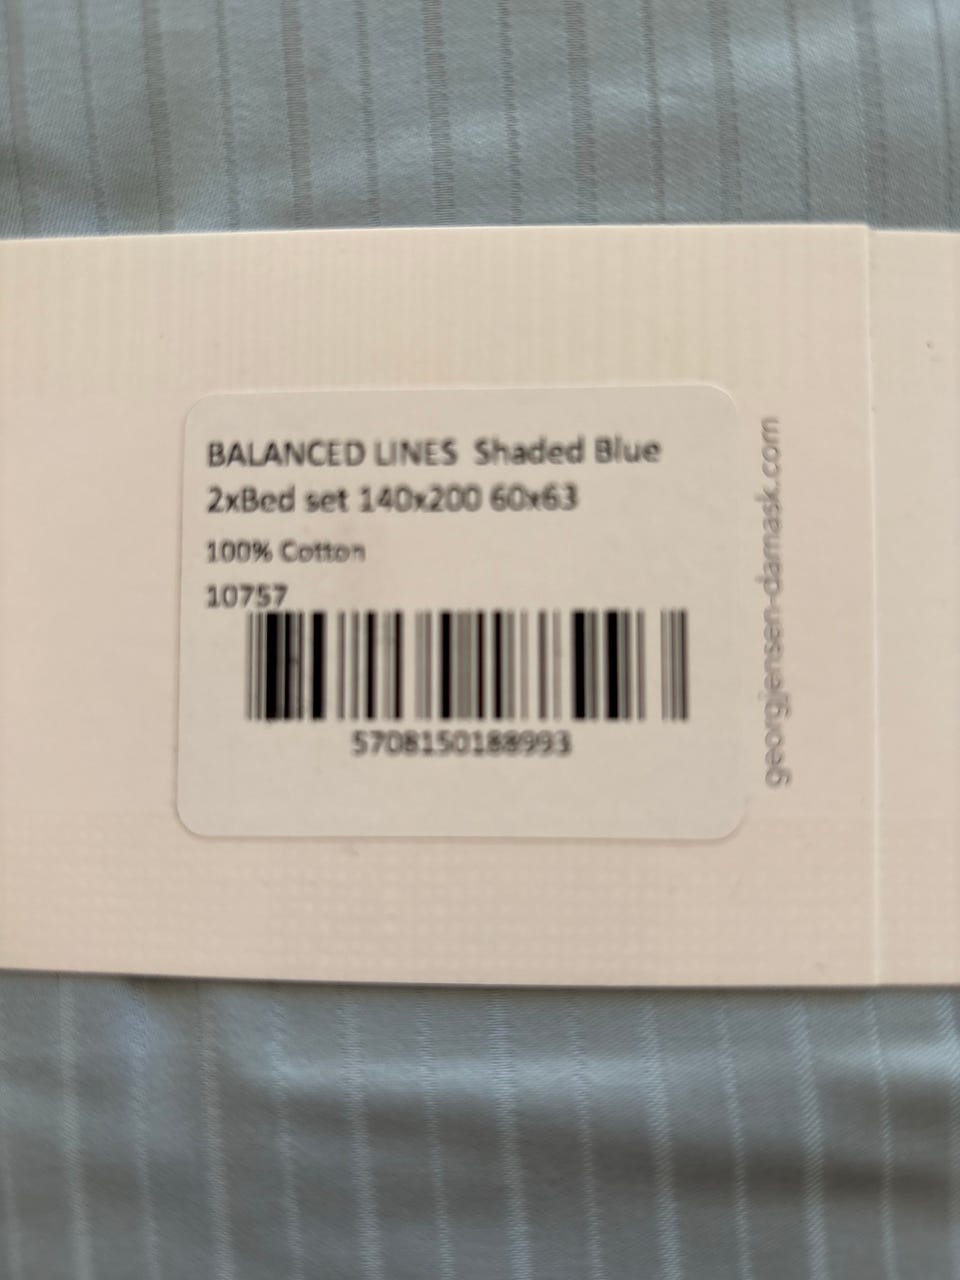 BALANCED LINES Shaded Blue
2xBed set 140x200 60x63
100% Cotton
10757
5708150188993
georgjensen-damask.com